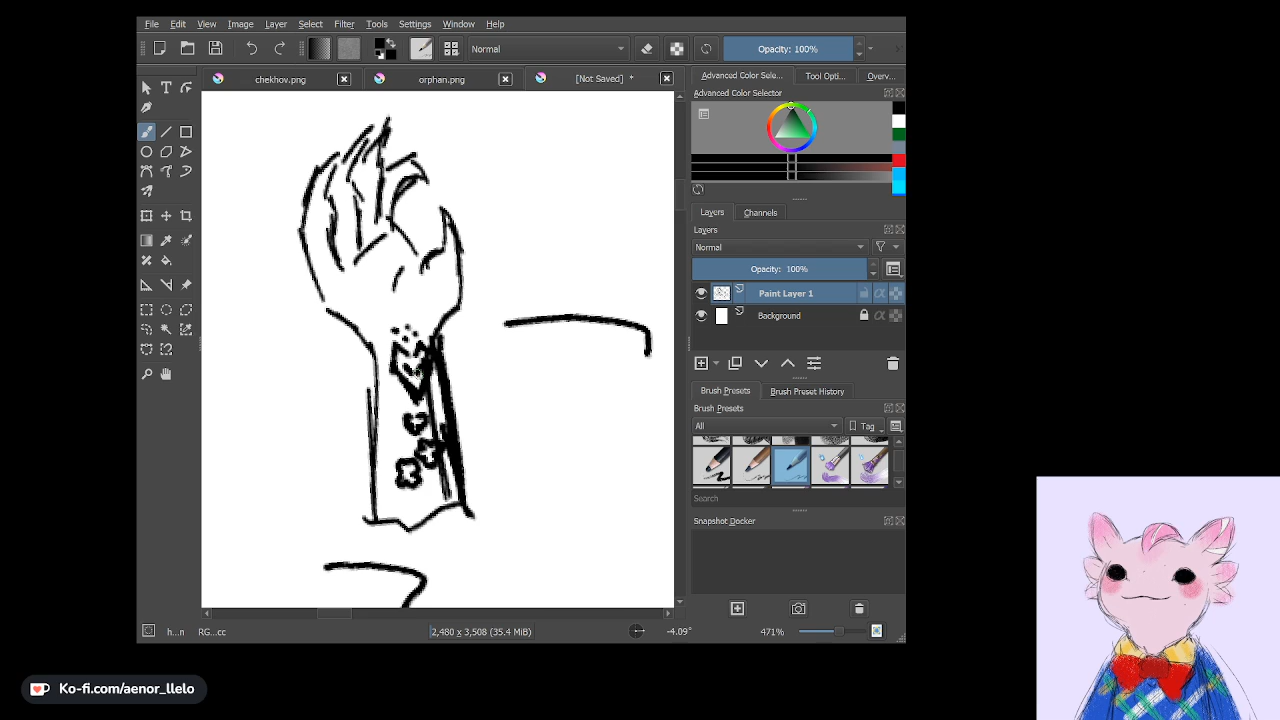 File Edit View Image Layer Select Filter Tools Settings Window Help
Normal
Opacity: 100%
chekhov.png
orphan.png
[Not Saved] *
Advanced Color Sele...
Tool Opti...
Overv...
Advanced Color Selector
Layers
Channels
Layers
Normal
Opacity: 100%
Paint Layer 1
Background
Brush Presets
Brush Preset History
Brush Presets
All
Tag
Search
Snapshot Docker
h...n
RG...cc
2,480 x 3,508 (35.4 MiB)
-4.09°
471%
Ko-fi.com/aenor_llelo